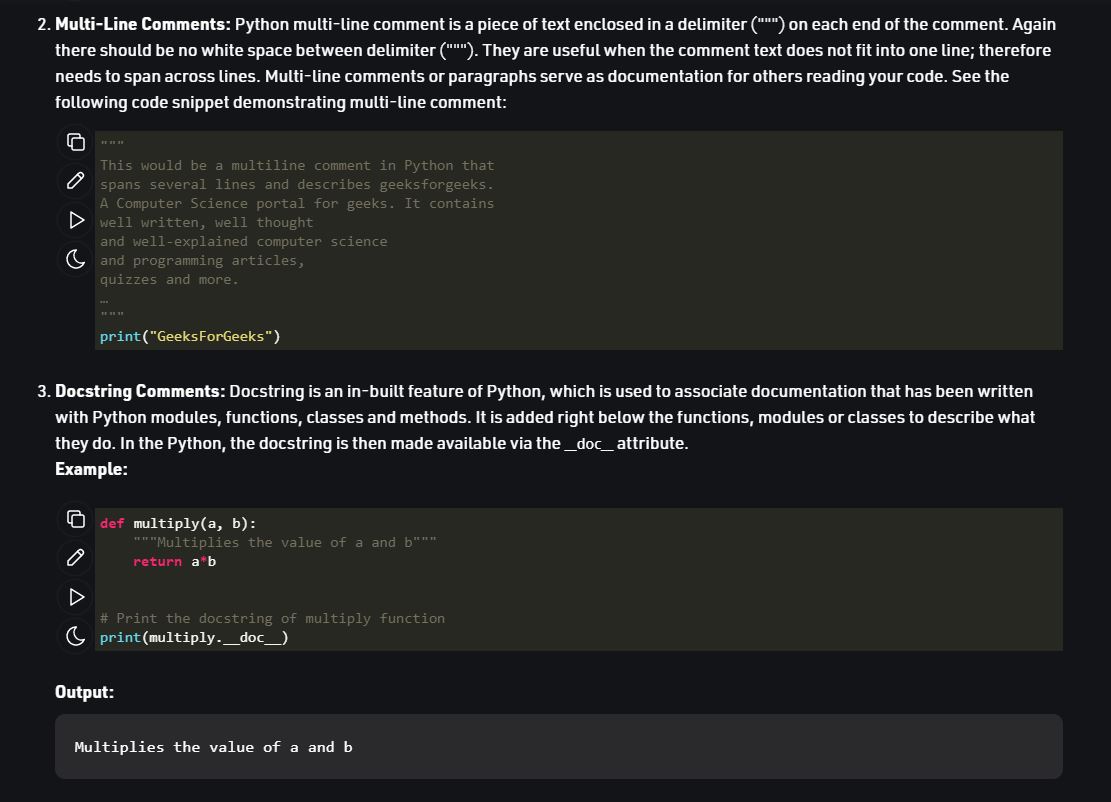 2. Multi-Line Comments: Python multi-line comment is a piece of text enclosed in a delimiter (""") on each end of the comment. Again
there should be no white space between delimiter ("""). They are useful when the comment text does not fit into one line; therefore
needs to span across lines. Multi-line comments or paragraphs serve as documentation for others reading your code. See the
following code snippet demonstrating multi-line comment:
"""
This would be a multiline comment in Python that
spans several lines and describes geeksforgeeks.
A Computer Science portal for geeks. It contains
well written, well thought
and well-explained computer science
and programming articles,
quizzes and more.
…
"""
print("GeeksForGeeks")
3. Docstring Comments: Docstring is an in-built feature of Python, which is used to associate documentation that has been written
with Python modules, functions, classes and methods. It is added right below the functions, modules or classes to describe what
they do. In the Python, the docstring is then made available via the __doc__ attribute.
Example:
def multiply(a, b):
    """Multiplies the value of a and b"""
    return a*b
# Print the docstring of multiply function
print(multiply.__doc__)
Output:
Multiplies the value of a and b